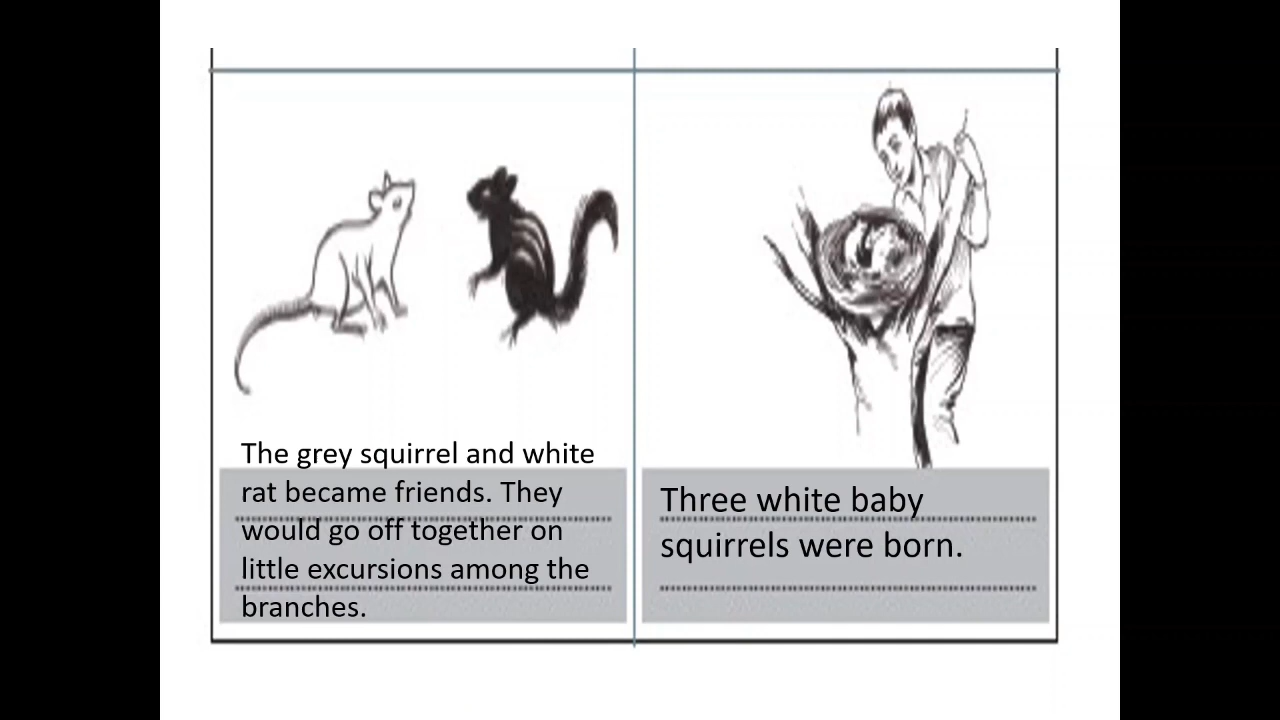 The grey squirrel and white
rat became friends. They
would go off together on
little excursions among the
branches.
Three white baby
squirrels were born.